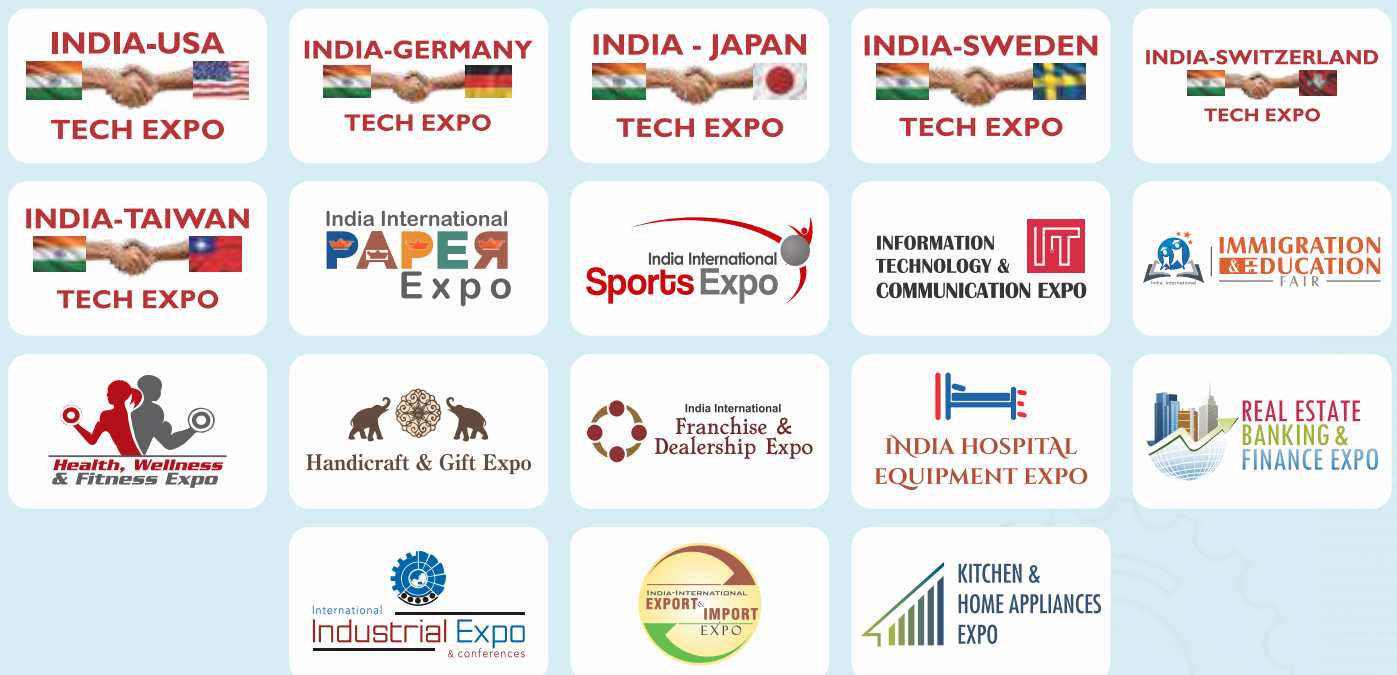 INDIA-USA
TECH EXPO
INDIA-GERMANY
TECH EXPO
INDIA - JAPAN
TECH EXPO
INDIA-SWEDEN
TECH EXPO
INDIA-SWITZERLAND
TECH EXPO
INDIA-TAIWAN
TECH EXPO
India International
PAPER
Expo
India International
Sports Expo
IT
INFORMATION
TECHNOLOGY &
COMMUNICATION EXPO
India International
IMMIGRATION
& EDUCATION
FAIR
Health, Wellness
& Fitness Expo
Handicraft & Gift Expo
India International
Franchise &
Dealership Expo
INDIA HOSPITAL
EQUIPMENT EXPO
REAL ESTATE
BANKING &
FINANCE EXPO
International
Industrial Expo
& conferences
INDIA-INTERNATIONAL
EXPORT &
IMPORT
EXPO
KITCHEN &
HOME APPLIANCES
EXPO